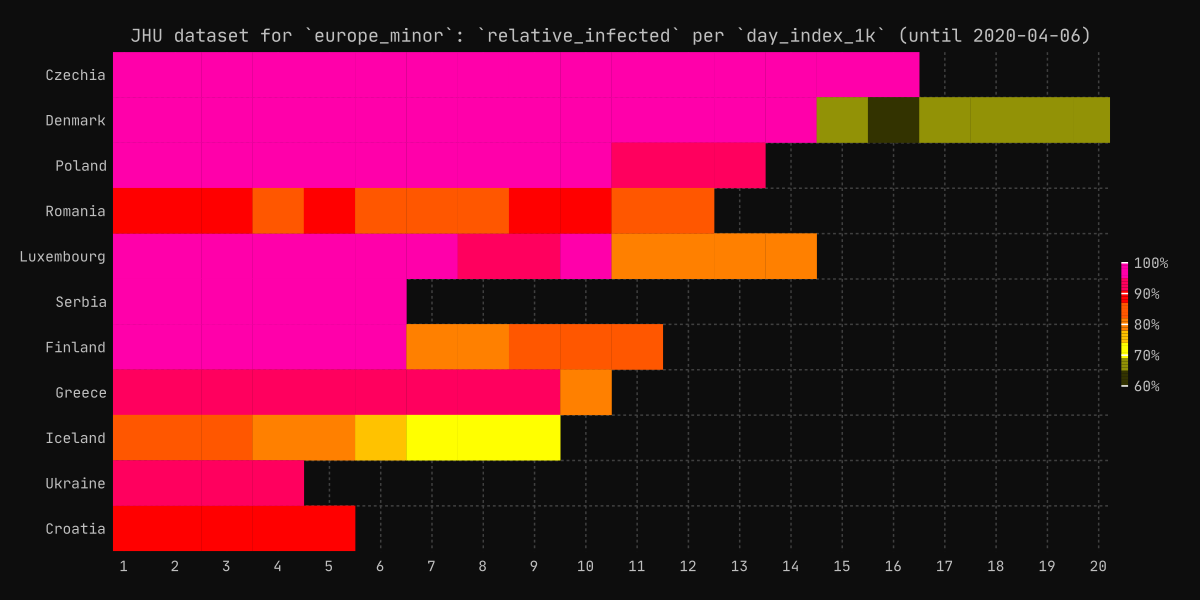 JHU dataset for `europe_minor`: `relative_infected` per `day_index_1k` (until 2020-04-06)
Czechia
Denmark
Poland
Romania
Luxembourg
Serbia
Finland
Greece
Iceland
Ukraine
Croatia
1 2 3 4 5 6 7 8 9 10 11 12 13 14 15 16 17 18 19 20
100%
90%
80%
70%
60%